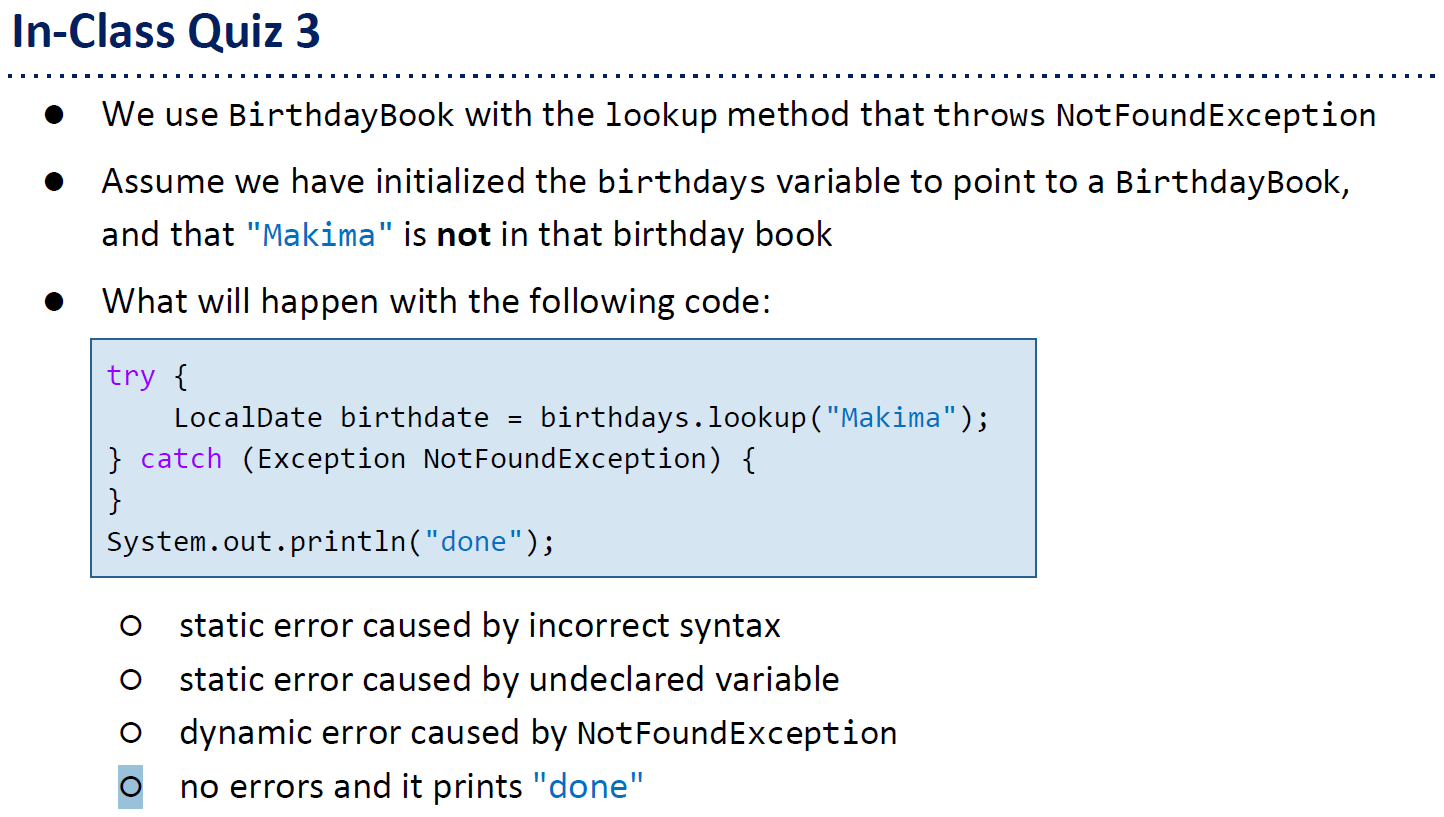 In-Class Quiz 3
● We use BirthdayBook with the lookup method that throws NotFoundException
● Assume we have initialized the birthdays variable to point to a BirthdayBook,
and that "Makima" is not in that birthday book
● What will happen with the following code:
try {
    LocalDate birthdate = birthdays.lookup("Makima");
} catch (Exception NotFoundException) {
}
System.out.println("done");
○ static error caused by incorrect syntax
○ static error caused by undeclared variable
○ dynamic error caused by NotFoundException
○ no errors and it prints "done"